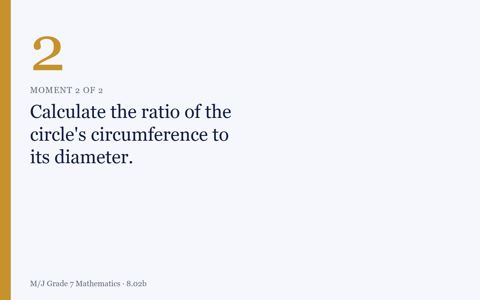 2
MOMENT 2 OF 2
Calculate the ratio of the
circle's circumference to
its diameter.
M/J Grade 7 Mathematics · 8.02b